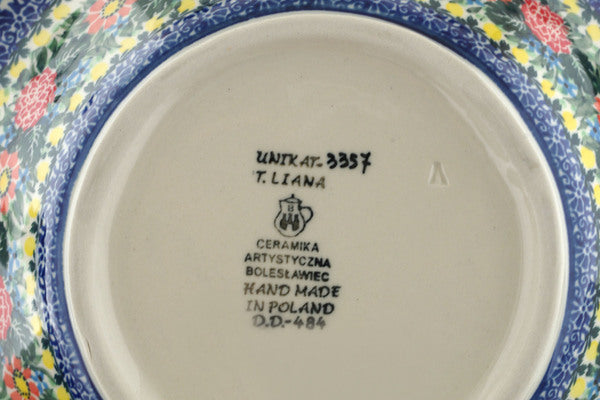 UNIKAT-3357
T. LIANA
B
CERAMIKA
ARTYSTYCZNA
BOLESŁAWIEC
HAND MADE
IN POLAND
D.D.-484